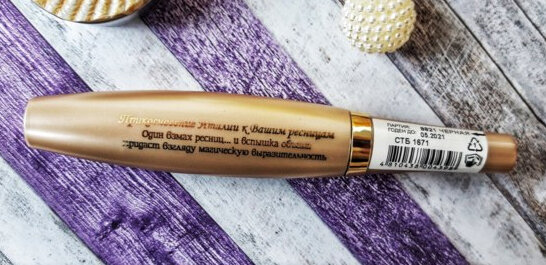 Прикосновение Италии к Вашим ресницам
Один взмах ресниц... и вспышка
придаст взгляду магическую выразительность
ПАРТИЯ:
ГОДЕН ДО:
ЧЕРНАЯ
05.2021
СТБ 1671